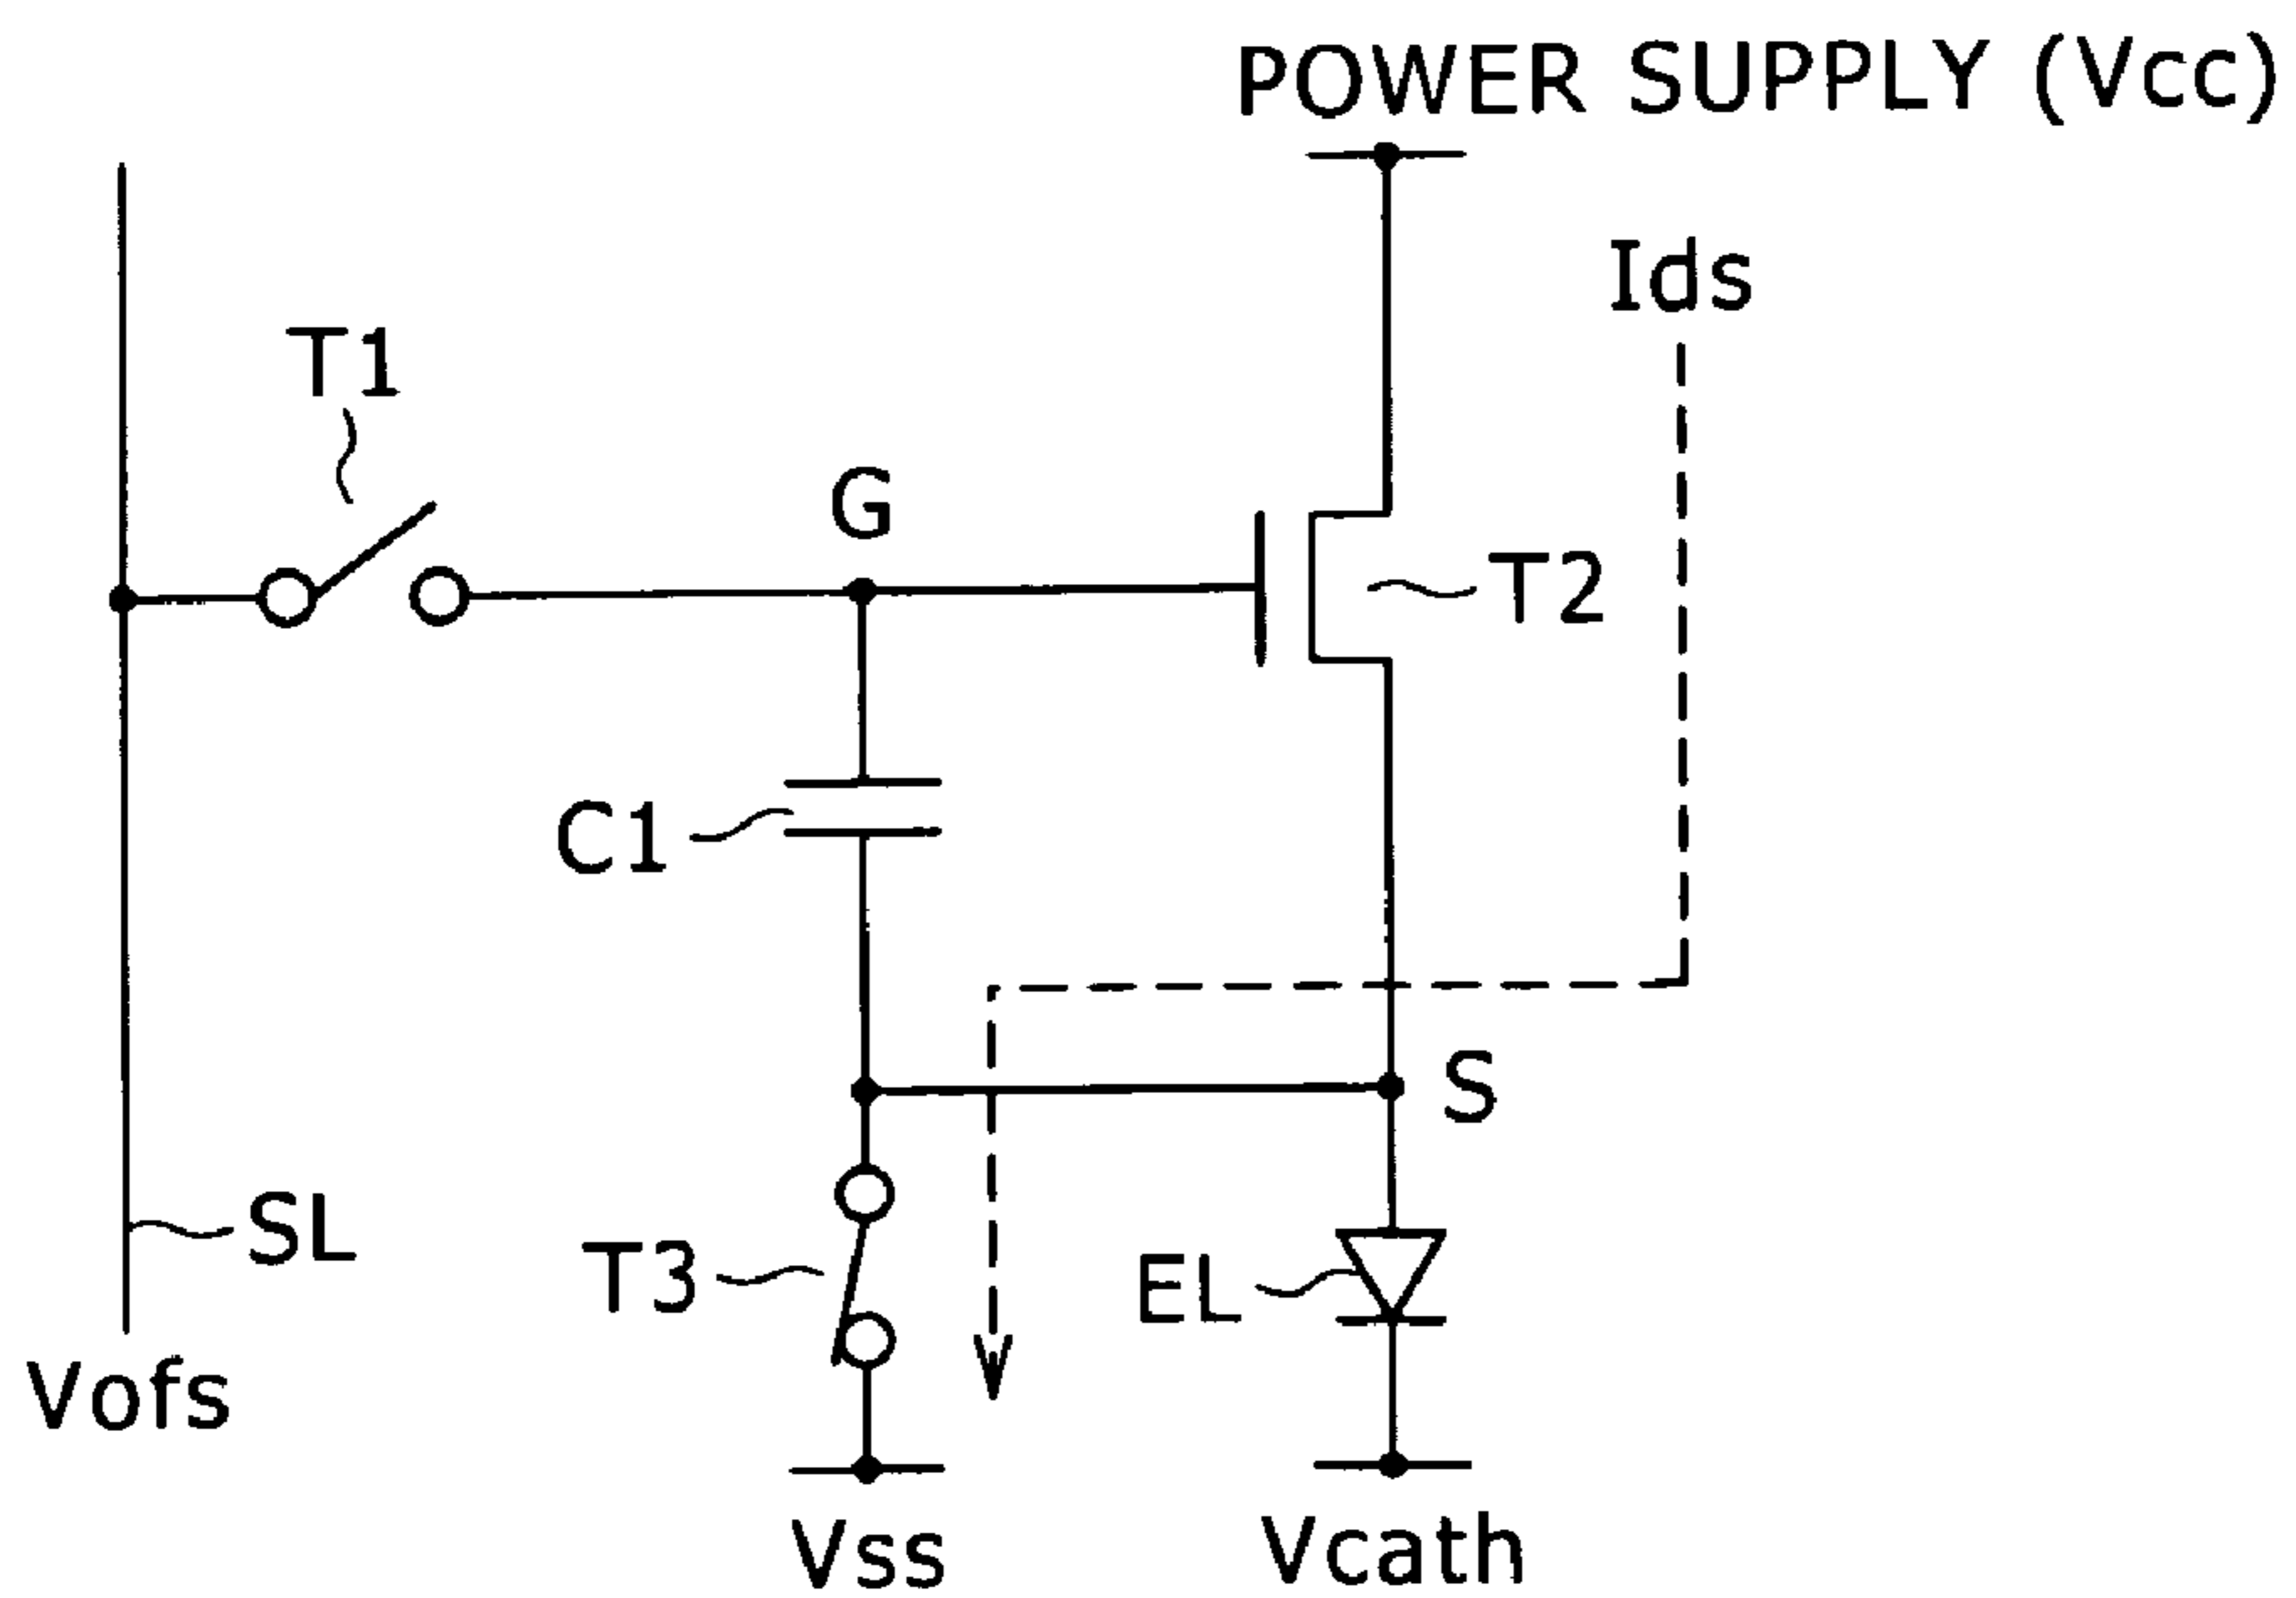 POWER SUPPLY (Vcc)
Ids
T1
G
T2
C1
S
SL
T3
EL
Vofs
Vss
Vcath